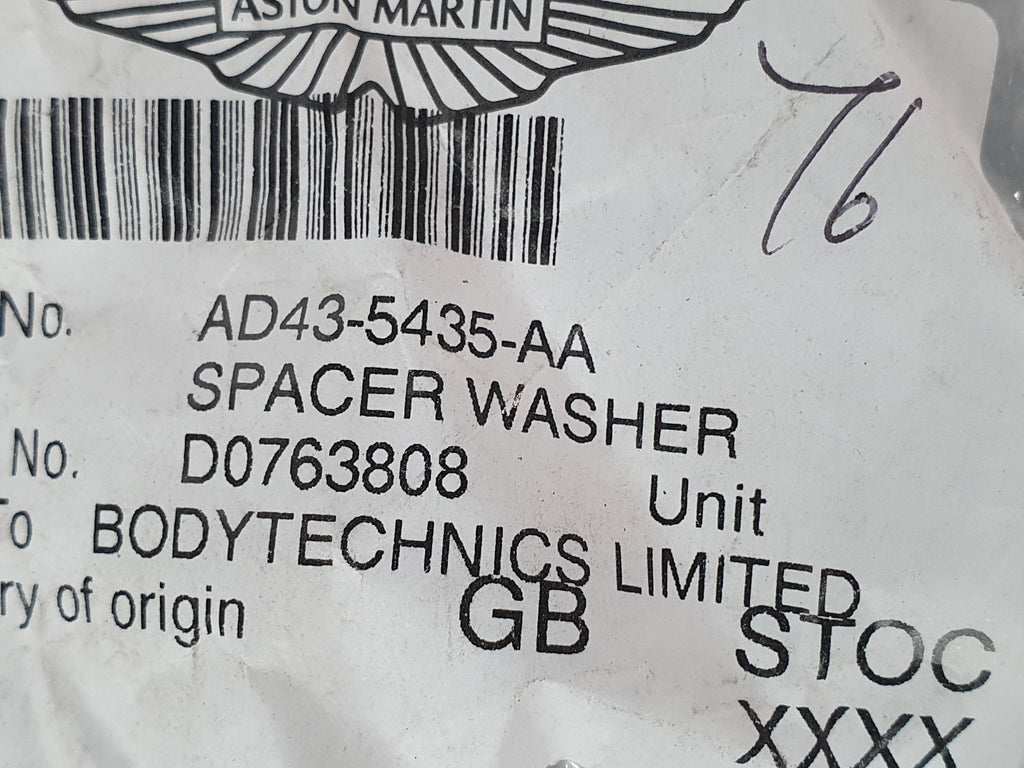 ASTON MARTIN
76
No. AD43-5435-AA
SPACER WASHER
No. D0763808
Unit
To BODYTECHNICS LIMITED
ry of origin GB
STOC
XXXX